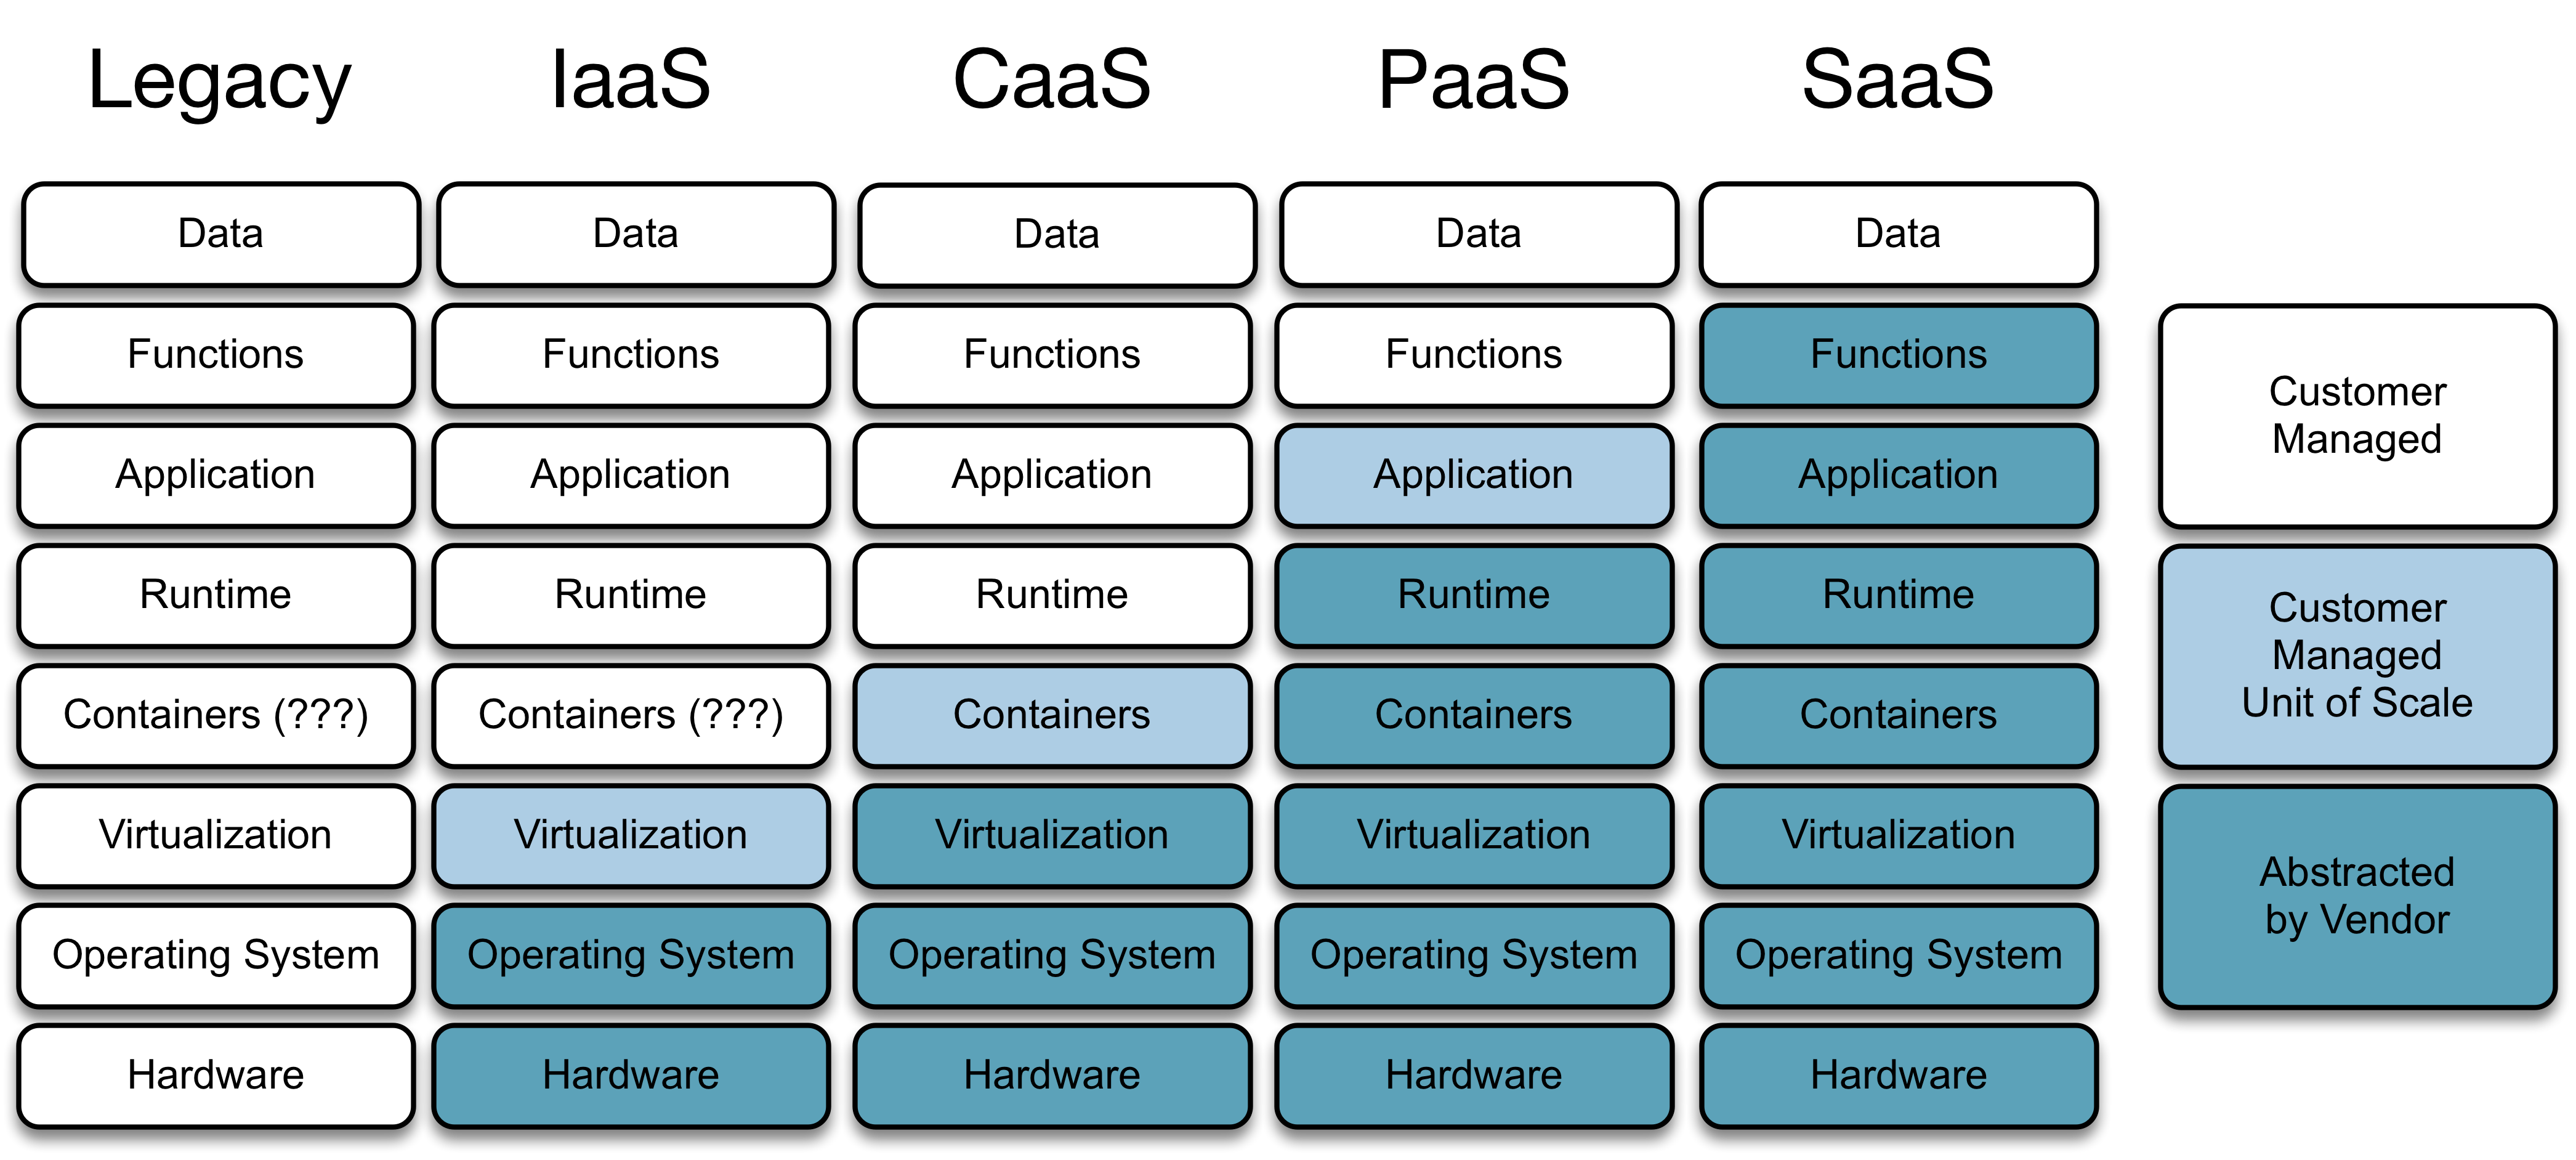 Legacy IaaS CaaS PaaS SaaS
Data Data Data Data Data
Functions Functions Functions Functions Functions
Application Application Application Application Application
Runtime Runtime Runtime Runtime Runtime
Containers (???) Containers (???) Containers Containers Containers
Virtualization Virtualization Virtualization Virtualization Virtualization
Operating System Operating System Operating System Operating System Operating System
Hardware Hardware Hardware Hardware Hardware
Customer
Managed
Customer
Managed
Unit of Scale
Abstracted
by Vendor